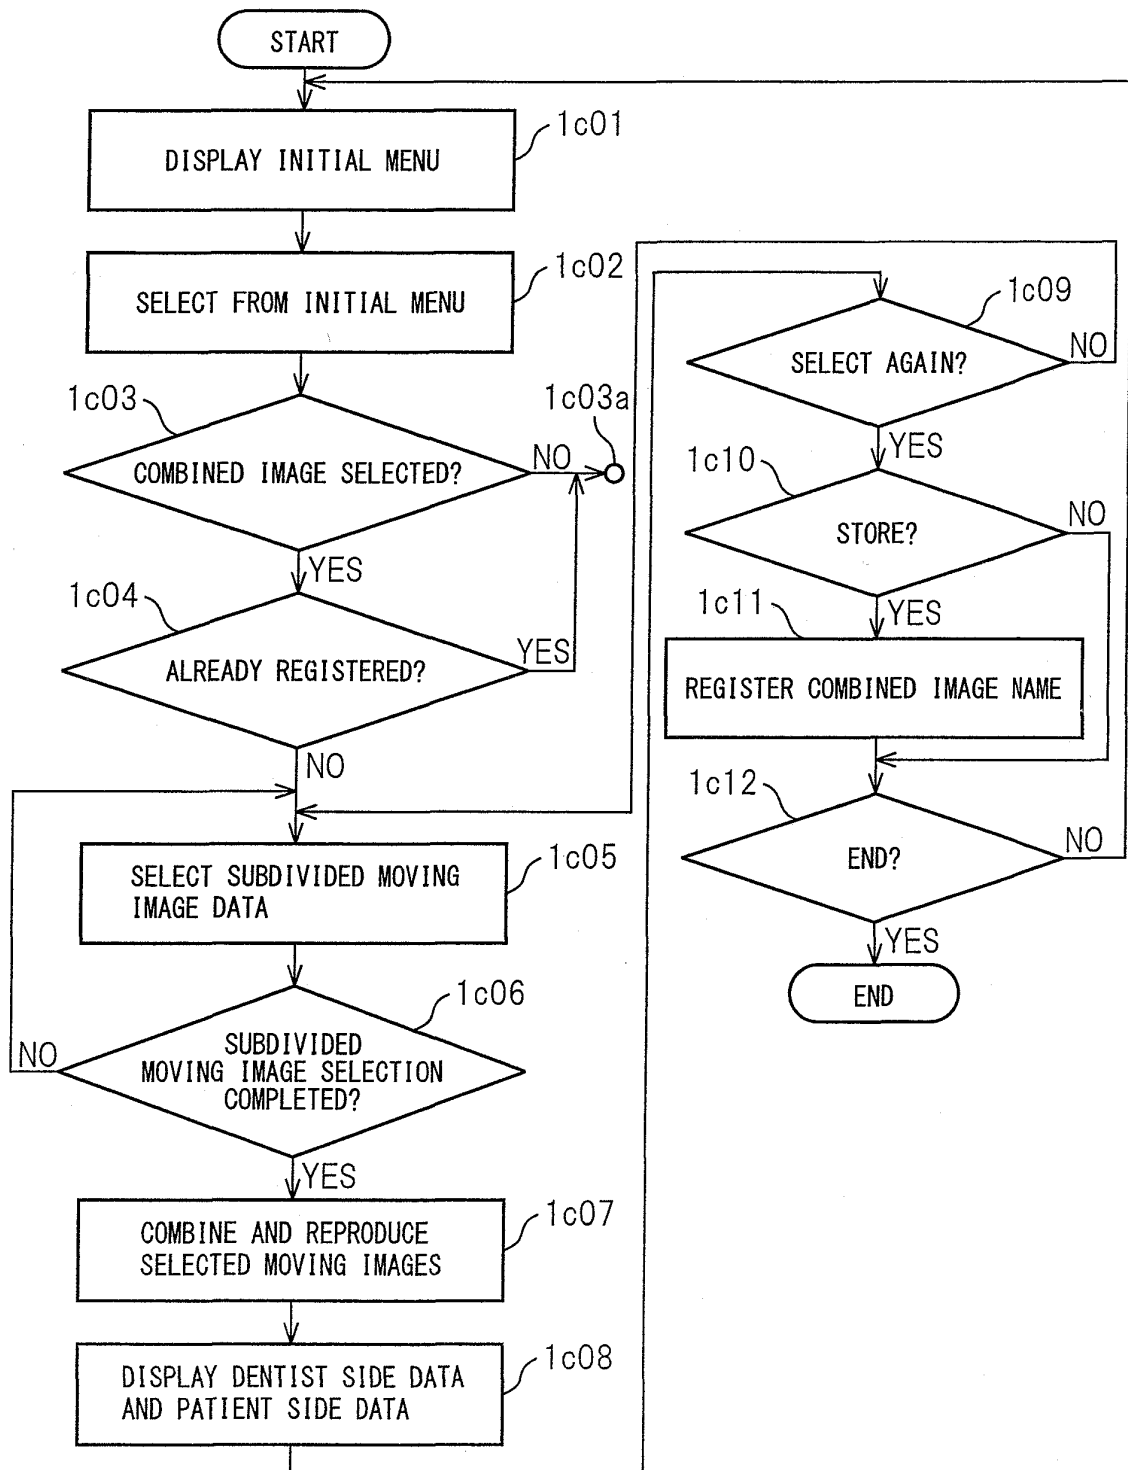 START
1c01
DISPLAY INITIAL MENU
1c02
SELECT FROM INITIAL MENU
1c03
COMBINED IMAGE SELECTED?
NO
1c03a
YES
1c04
ALREADY REGISTERED?
YES
NO
1c05
SELECT SUBDIVIDED MOVING
IMAGE DATA
1c06
SUBDIVIDED
MOVING IMAGE SELECTION
COMPLETED?
NO
YES
1c07
COMBINE AND REPRODUCE
SELECTED MOVING IMAGES
1c08
DISPLAY DENTIST SIDE DATA
AND PATIENT SIDE DATA
1c09
SELECT AGAIN?
NO
YES
1c10
STORE?
NO
YES
1c11
REGISTER COMBINED IMAGE NAME
1c12
END?
NO
YES
END